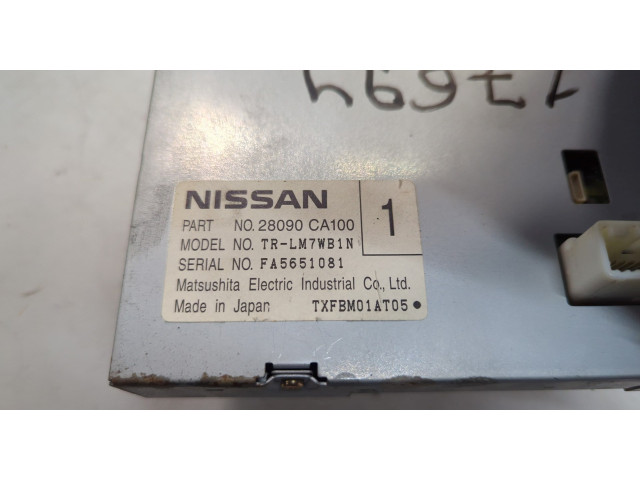 17694
NISSAN
1
PART NO. 28090 CA100
MODEL NO. TR-LM7WB1N
SERIAL NO. FA5651081
Matsushita Electric Industrial Co., Ltd.
Made in Japan TXFBM01AT05